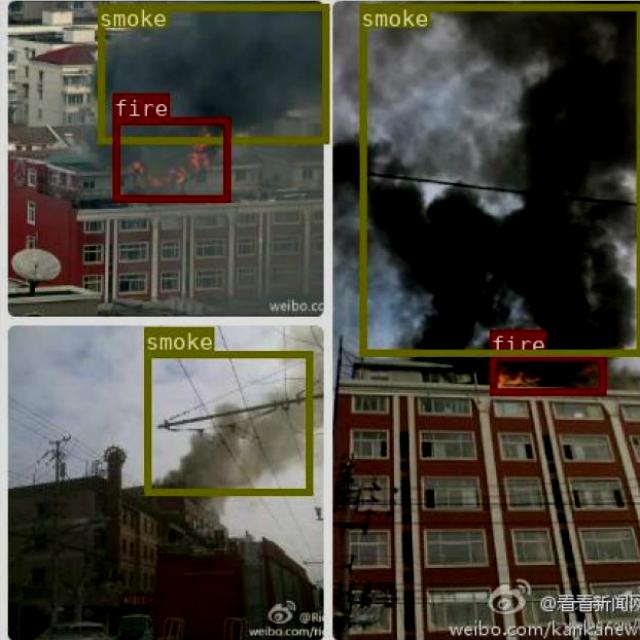 smoke
fire
weibo.co
smoke
fire
@看看新闻网
weibo.com/kankanew
smoke
@Ri
weibo.com/ri